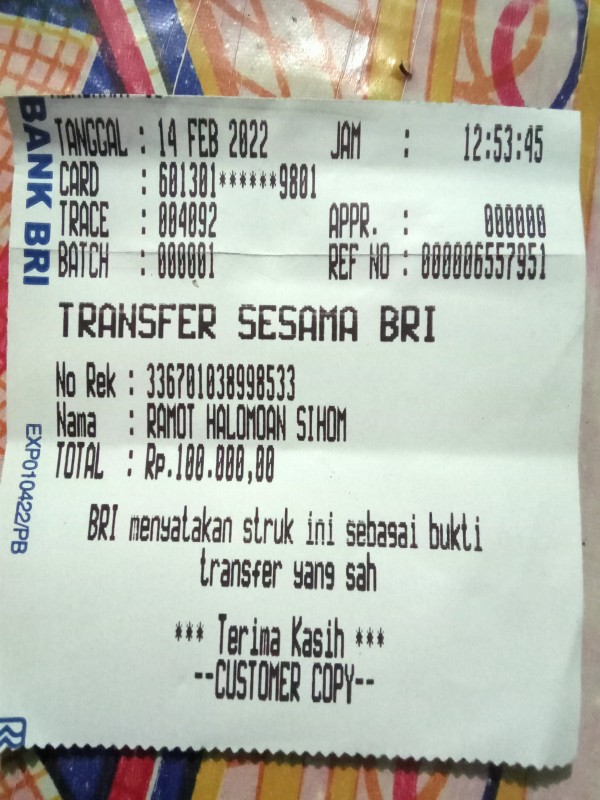 TANGGAL : 14 FEB 2022 JAM : 12:53:45
CARD : 601301******9801
TRACE : 004092 APPR. : 000000
BATCH : 000001 REF NO : 000006557951
TRANSFER SESAMA BRI
No Rek : 336701038998533
Nama : RAMOT HALOMOAN SIHOM
TOTAL : Rp.100.000,00
BRI menyatakan struk ini sebagai bukti
transfer yang sah
*** Terima Kasih ***
--CUSTOMER COPY--
BANK BRI
EXP010422/PB